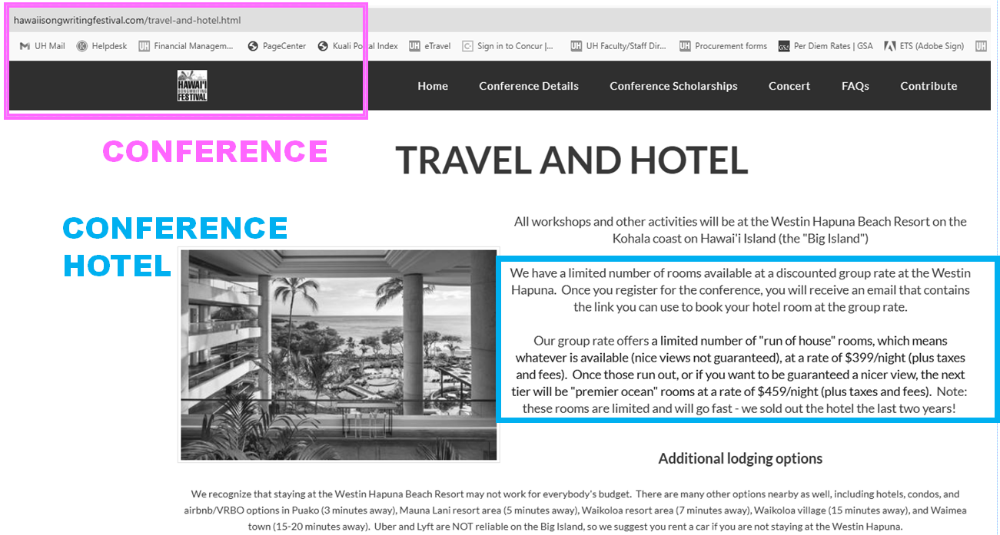 hawaiisongwritingfestival.com/travel-and-hotel.html
UH Mail Helpdesk UH Financial Managem... PageCenter Kuali Portal Index UH eTravel C- Sign in to Concur |... UH UH Faculty/Staff Dir... UH Procurement forms GSA Per Diem Rates | GSA ETS (Adobe Sign) UH
HAWAI'I SONGWRITING FESTIVAL Home Conference Details Conference Scholarships Concert FAQs Contribute
CONFERENCE
TRAVEL AND HOTEL
CONFERENCE
HOTEL
All workshops and other activities will be at the Westin Hapuna Beach Resort on the
Kohala coast on Hawai'i Island (the "Big Island")
We have a limited number of rooms available at a discounted group rate at the Westin
Hapuna. Once you register for the conference, you will receive an email that contains
the link you can use to book your hotel room at the group rate.
Our group rate offers a limited number of "run of house" rooms, which means
whatever is available (nice views not guaranteed), at a rate of $399/night (plus taxes
and fees). Once those run out, or if you want to be guaranteed a nicer view, the next
tier will be "premier ocean" rooms at a rate of $459/night (plus taxes and fees). Note:
these rooms are limited and will go fast - we sold out the hotel the last two years!
Additional lodging options
We recognize that staying at the Westin Hapuna Beach Resort may not work for everybody's budget. There are many other options nearby as well, including hotels, condos, and
airbnb/VRBO options in Puako (3 minutes away), Mauna Lani resort area (5 minutes away), Waikoloa resort area (7 minutes away), Waikoloa village (15 minutes away), and Waimea
town (15-20 minutes away). Uber and Lyft are NOT reliable on the Big Island, so we suggest you rent a car if you are not staying at the Westin Hapuna.